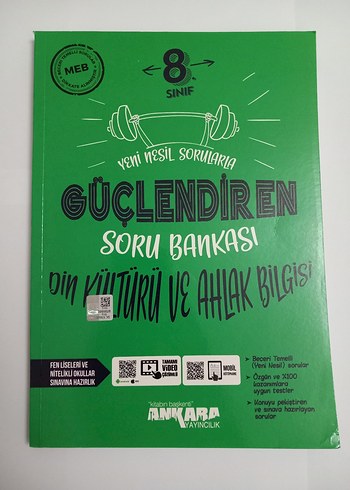 8.
SINIF
MEB
YENİ NESİL SORULARLA
GÜÇLENDİREN
SORU BANKASI
DİN KÜLTÜRÜ VE AHLAK BİLGİSİ
FEN LİSELERİ VE
NİTELİKLİ OKULLAR
SINAVINA HAZIRLIK
TAMAMI
VİDEO
ÇÖZÜMLÜ
MOBİL
Beceri Temelli
(Yeni Nesil) sorular
Özgün ve %100
kazanımlara
uygun testler
Konuyu pekiştiren
ve sınava hazırlayan
sorular
"kitabın başkenti"
ANKARA
YAYINCILIK